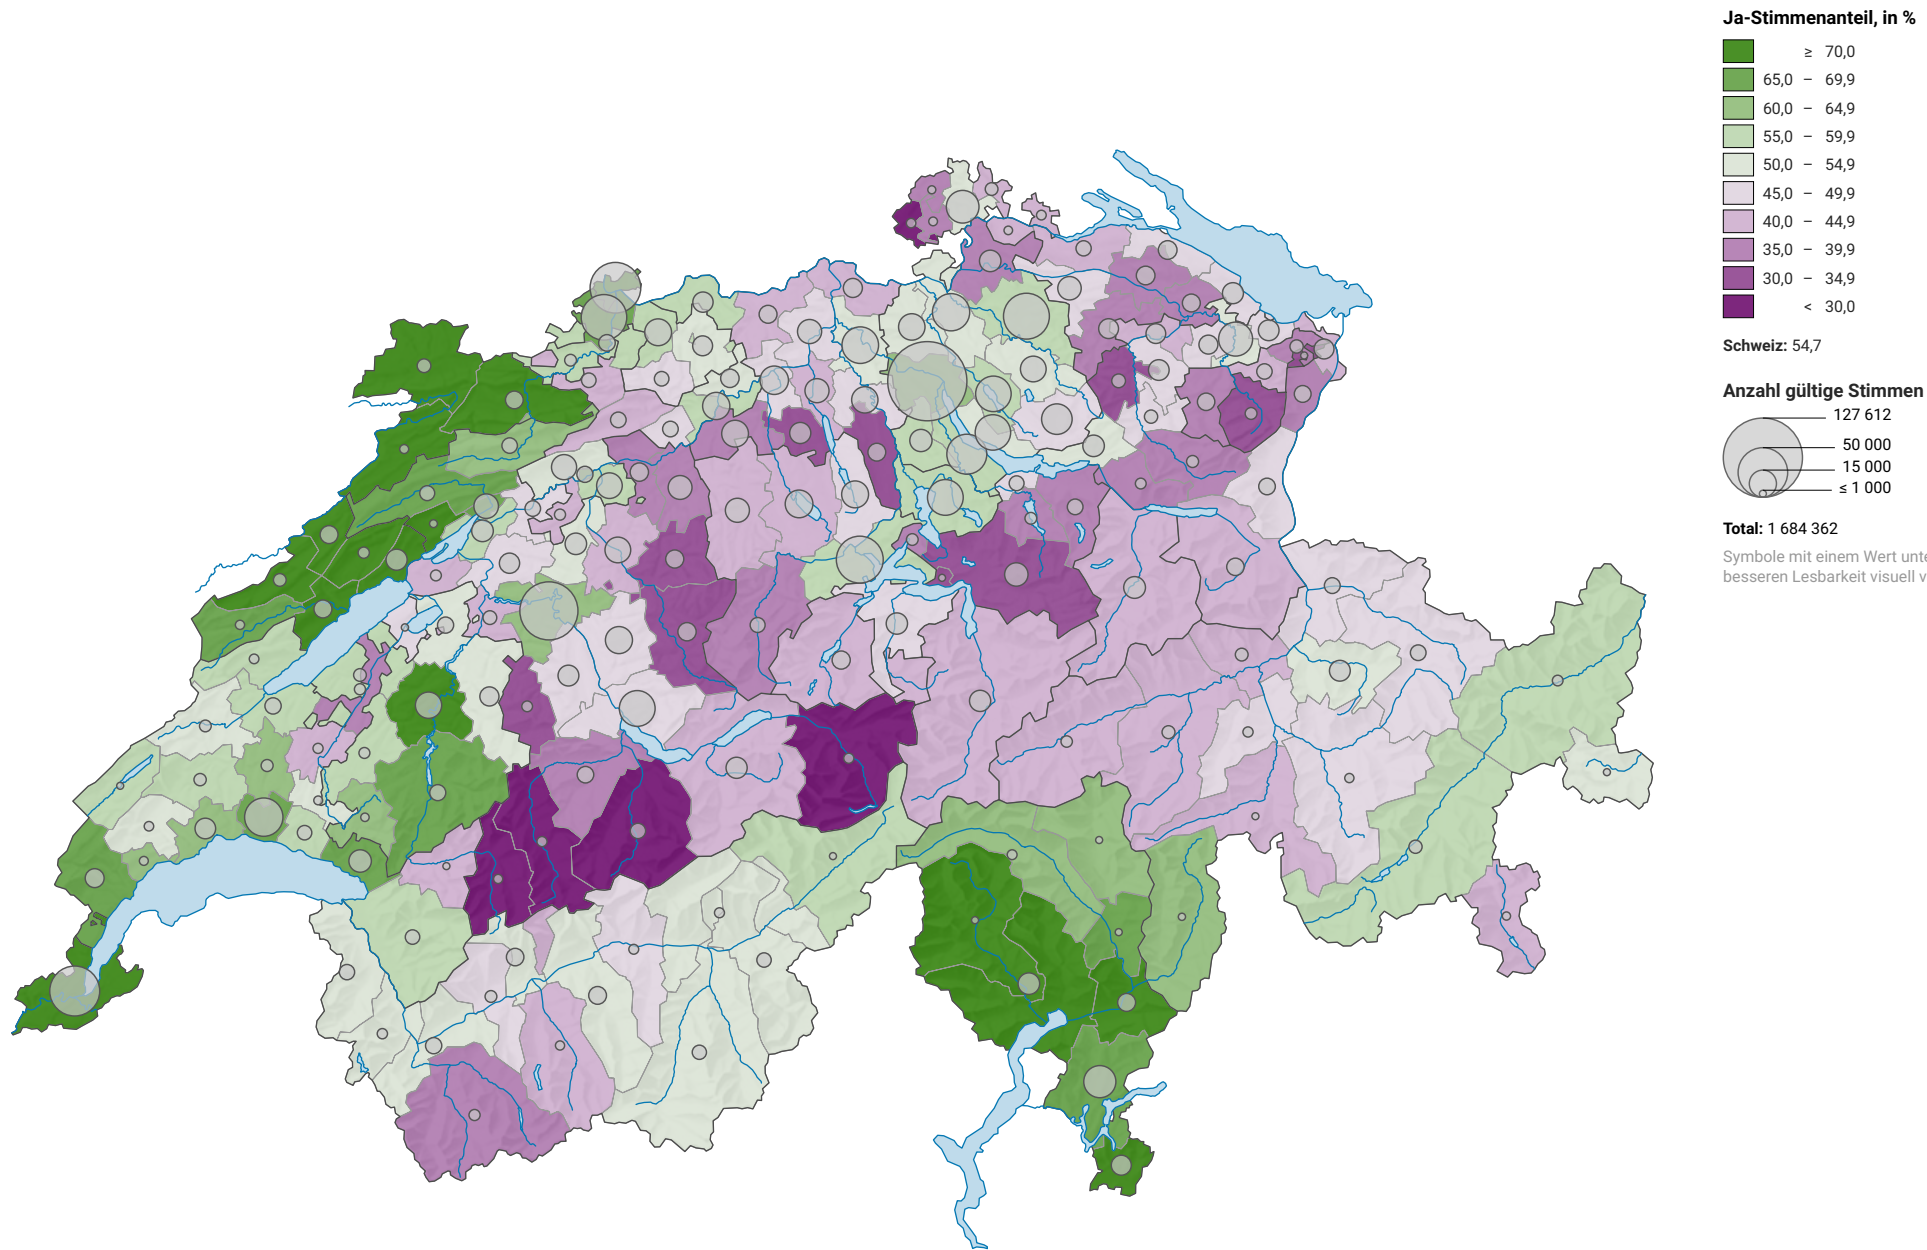 Ja-Stimmenanteil, in %
≥ 70,0
65,0 – 69,9
60,0 – 64,9
55,0 – 59,9
50,0 – 54,9
45,0 – 49,9
40,0 – 44,9
35,0 – 39,9
30,0 – 34,9
< 30,0
Schweiz: 54,7
Anzahl gültige Stimmen
127 612
50 000
15 000
≤ 1 000
Total: 1 684 362
Symbole mit einem Wert unte
besseren Lesbarkeit visuell v